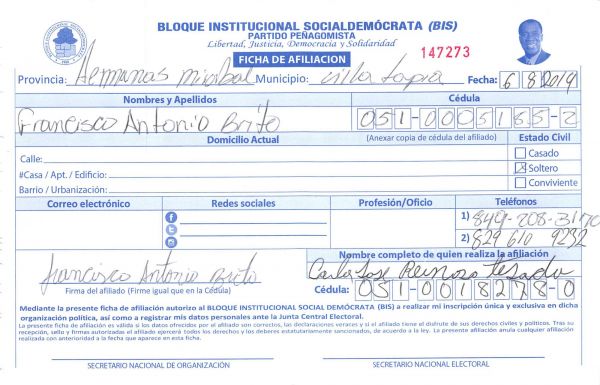 BLOQUE INSTITUCIONAL SOCIALDEMÓCRATA (BIS)
PARTIDO PEÑAGOMISTA
Libertad, Justicia, Democracia y Solidaridad
FICHA DE AFILIACIÓN
147273
Provincia: Hermanas mirabal Municipio: villa tapia Fecha: 6/8/2019
Nombres y Apellidos Cédula
Francisco Antonio Brito 051-0005165-2
Domicilio Actual (Anexar copia de cédula del afiliado) Estado Civil
Calle: Casado
#Casa / Apt. / Edificio: Soltero
Barrio / Urbanización: Conviviente
Correo electrónico Redes sociales Profesión/Oficio Teléfonos
1) 849-208-3170
2) 829 610 9232
Nombre completo de quien realiza la afiliación
Francisco Antonio Brito Carlos Jose Reinoso
Firma del afiliado (Firme igual que en la Cédula) Cédula: 051-0018278-0
Mediante la presente ficha de afiliación autorizo al BLOQUE INSTITUCIONAL SOCIAL DEMÓCRATA (BIS) a realizar mi inscripción única y exclusiva en dicha
organización política, así como a registrar mis datos personales ante la Junta Central Electoral.
La presente ficha de afiliación es válida si los datos ofrecidos por el afiliado son correctos, las declaraciones veraces y si el afiliado tiene el disfrute de sus derechos civiles y políticos. Tras su
recepción, sello y firmas autorizadas el afiliado ejercerá todos los derechos y los deberes estatutariamente sancionados, de acuerdo a la ley. La presente afiliación anula cualquier afiliación
realizada con anterioridad a la fecha que aparece en esta ficha.
SECRETARIO NACIONAL DE ORGANIZACIÓN SECRETARIO NACIONAL ELECTORAL